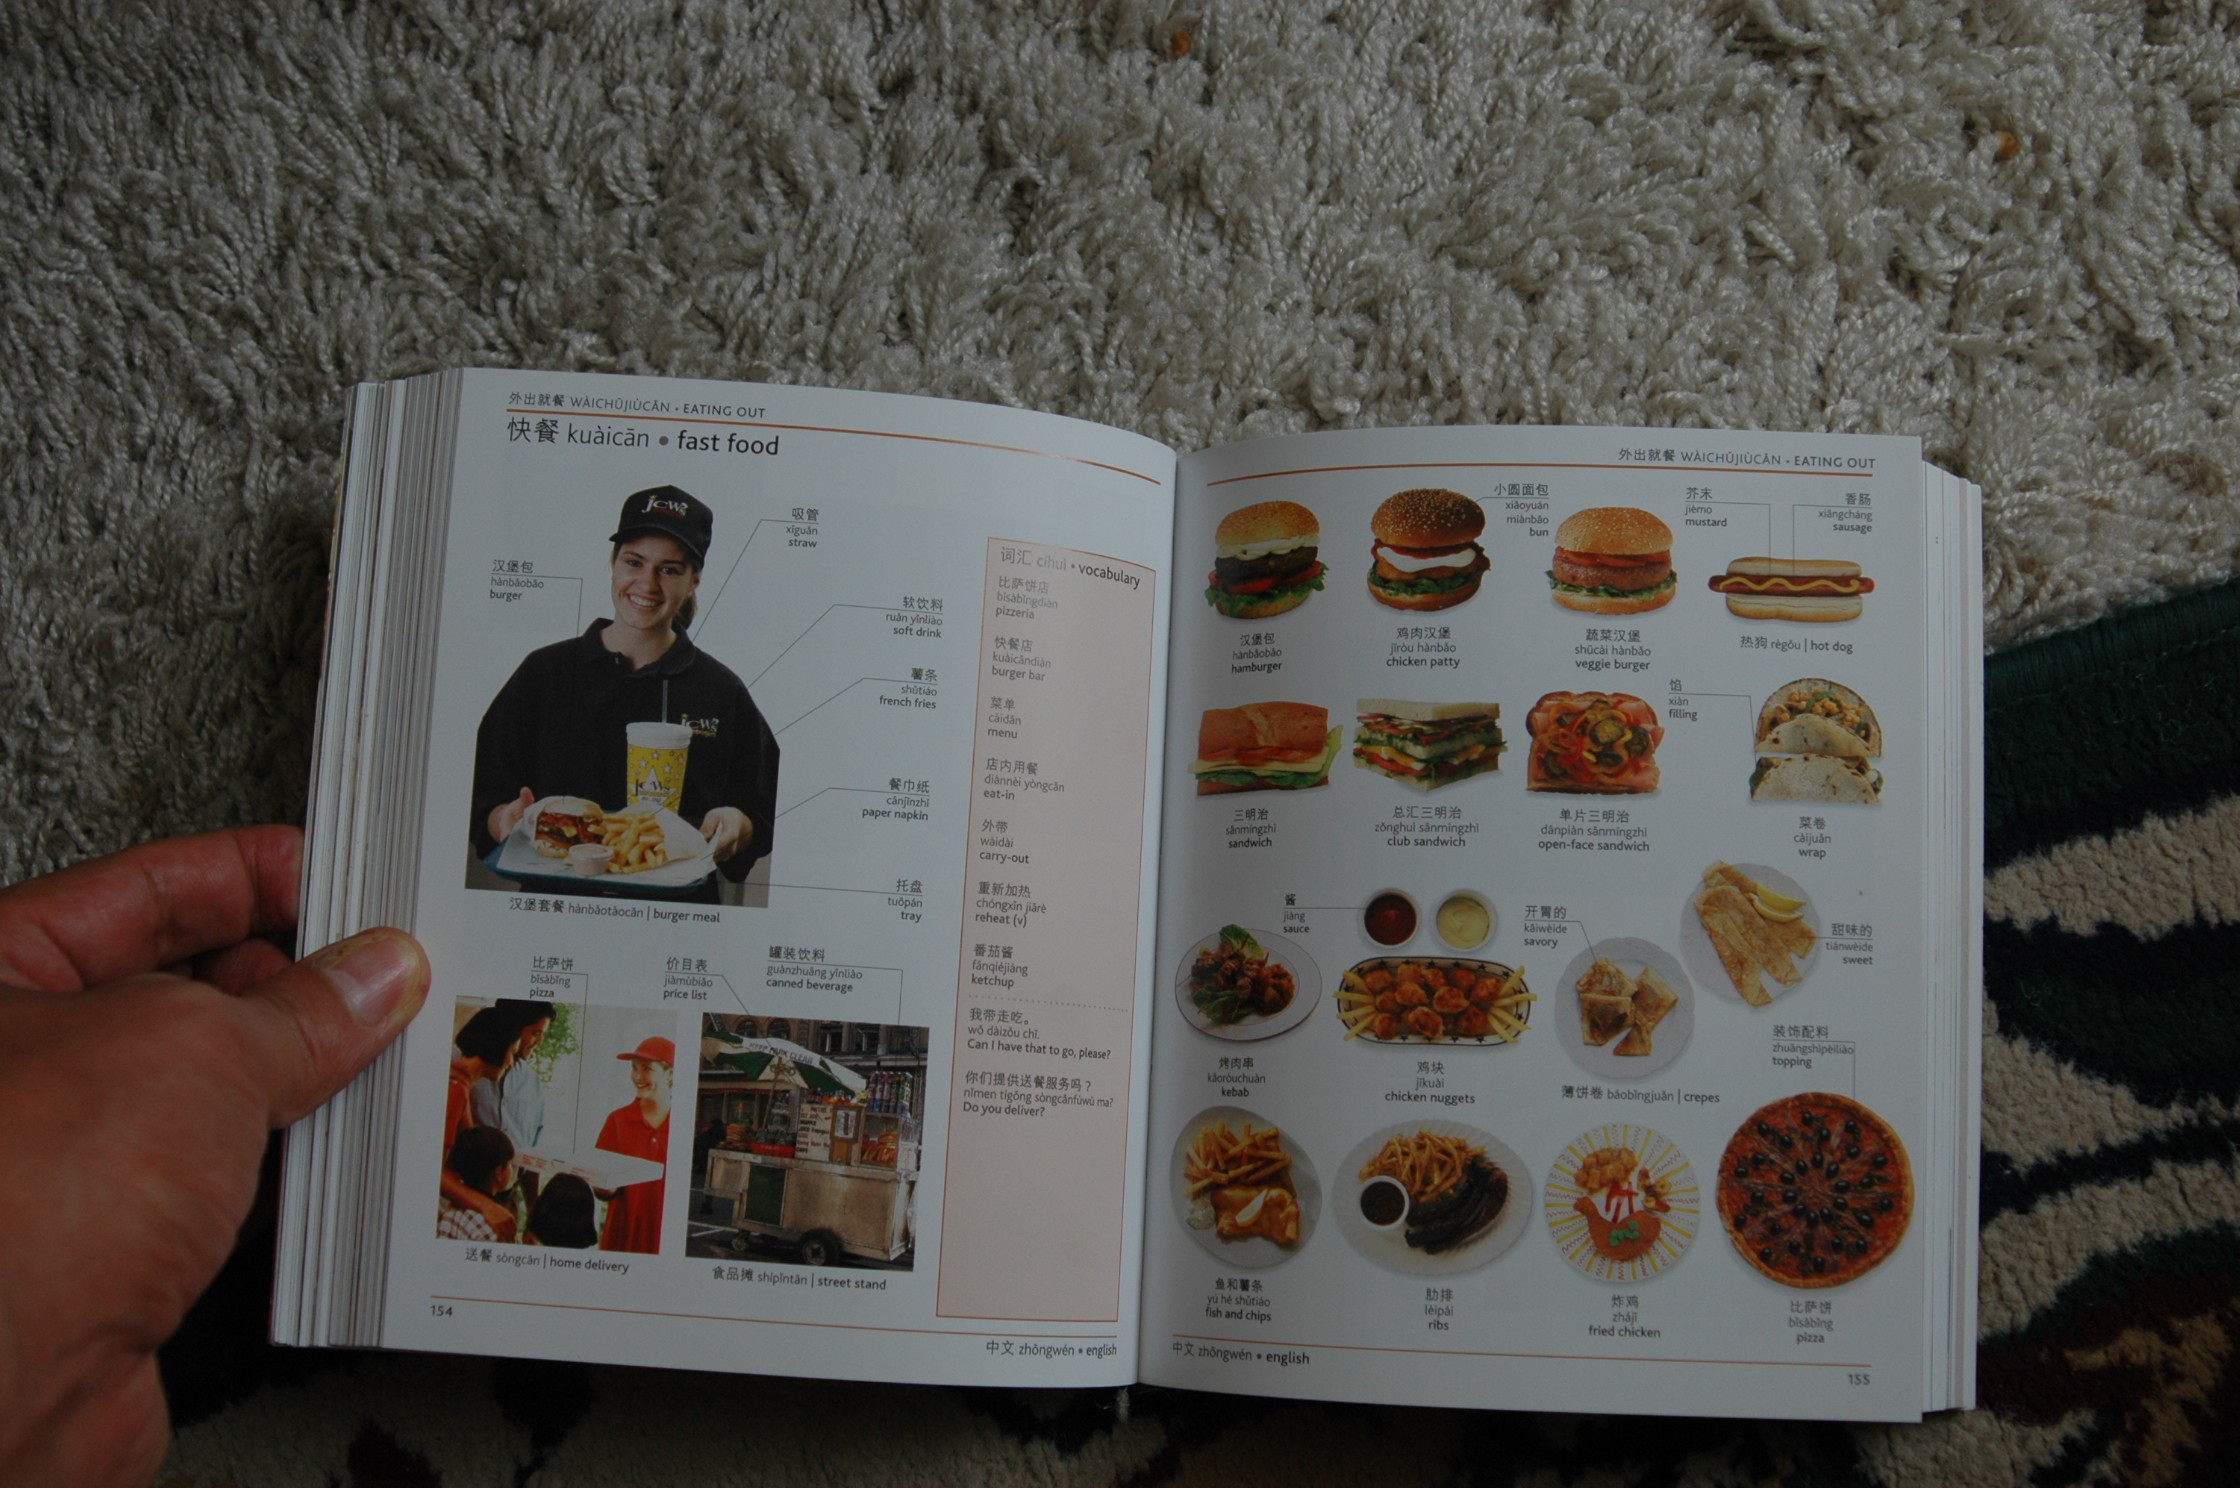 外出就餐 WÀICHŪJIÙCĀN • EATING OUT
快餐 kuàicān • fast food
汉堡包
hànbǎobāo
burger
吸管
xīguǎn
straw
软饮料
ruǎn yǐnliào
soft drink
薯条
shǔtiáo
french fries
餐巾纸
cānjīnzhǐ
paper napkin
托盘
tuōpán
tray
汉堡套餐 hànbǎotàocān | burger meal
比萨饼
bǐsàbǐng
pizza
送餐 sòngcān | home delivery
价目表
jiàmùbiǎo
price list
罐装饮料
guànzhuāng yǐnliào
canned beverage
食品摊 shípǐntān | street stand
词汇 cíhuì • vocabulary
比萨饼店
bǐsàbǐngdiàn
pizzeria
快餐店
kuàicāndiàn
burger bar
菜单
càidān
menu
店内用餐
diànnèi yòngcān
eat-in
外带
wàidài
carry-out
重新加热
chóngxīn jiārè
reheat (v)
番茄酱
fānqiéjiàng
ketchup
我带走吃。
wǒ dàizǒu chī.
Can I have that to go, please?
你们提供送餐服务吗？
nǐmen tígōng sòngcānfúwù ma?
Do you deliver?
154
中文 zhōngwén • english
外出就餐 WÀICHŪJIÙCĀN • EATING OUT
汉堡包
hànbǎobāo
hamburger
小圆面包
xiǎoyuán
miànbāo
bun
鸡肉汉堡
jīròu hànbǎo
chicken patty
蔬菜汉堡
shūcài hànbǎo
veggie burger
芥末
jièmo
mustard
香肠
xiāngcháng
sausage
热狗 règǒu | hot dog
三明治
sānmíngzhì
sandwich
总汇三明治
zǒnghuì sānmíngzhì
club sandwich
单片三明治
dānpiàn sānmíngzhì
open-face sandwich
馅
xiàn
filling
菜卷
càijuǎn
wrap
酱
jiàng
sauce
烤肉串
kǎoròuchuàn
kebab
鸡块
jīkuài
chicken nuggets
开胃的
kāiwèide
savory
甜味的
tiánwèide
sweet
薄饼卷 báobǐngjuǎn | crepes
鱼和薯条
yú hé shǔtiáo
fish and chips
肋排
lèipái
ribs
炸鸡
zhájī
fried chicken
装饰配料
zhuāngshìpèiliào
topping
比萨饼
bǐsàbǐng
pizza
中文 zhōngwén • english
155